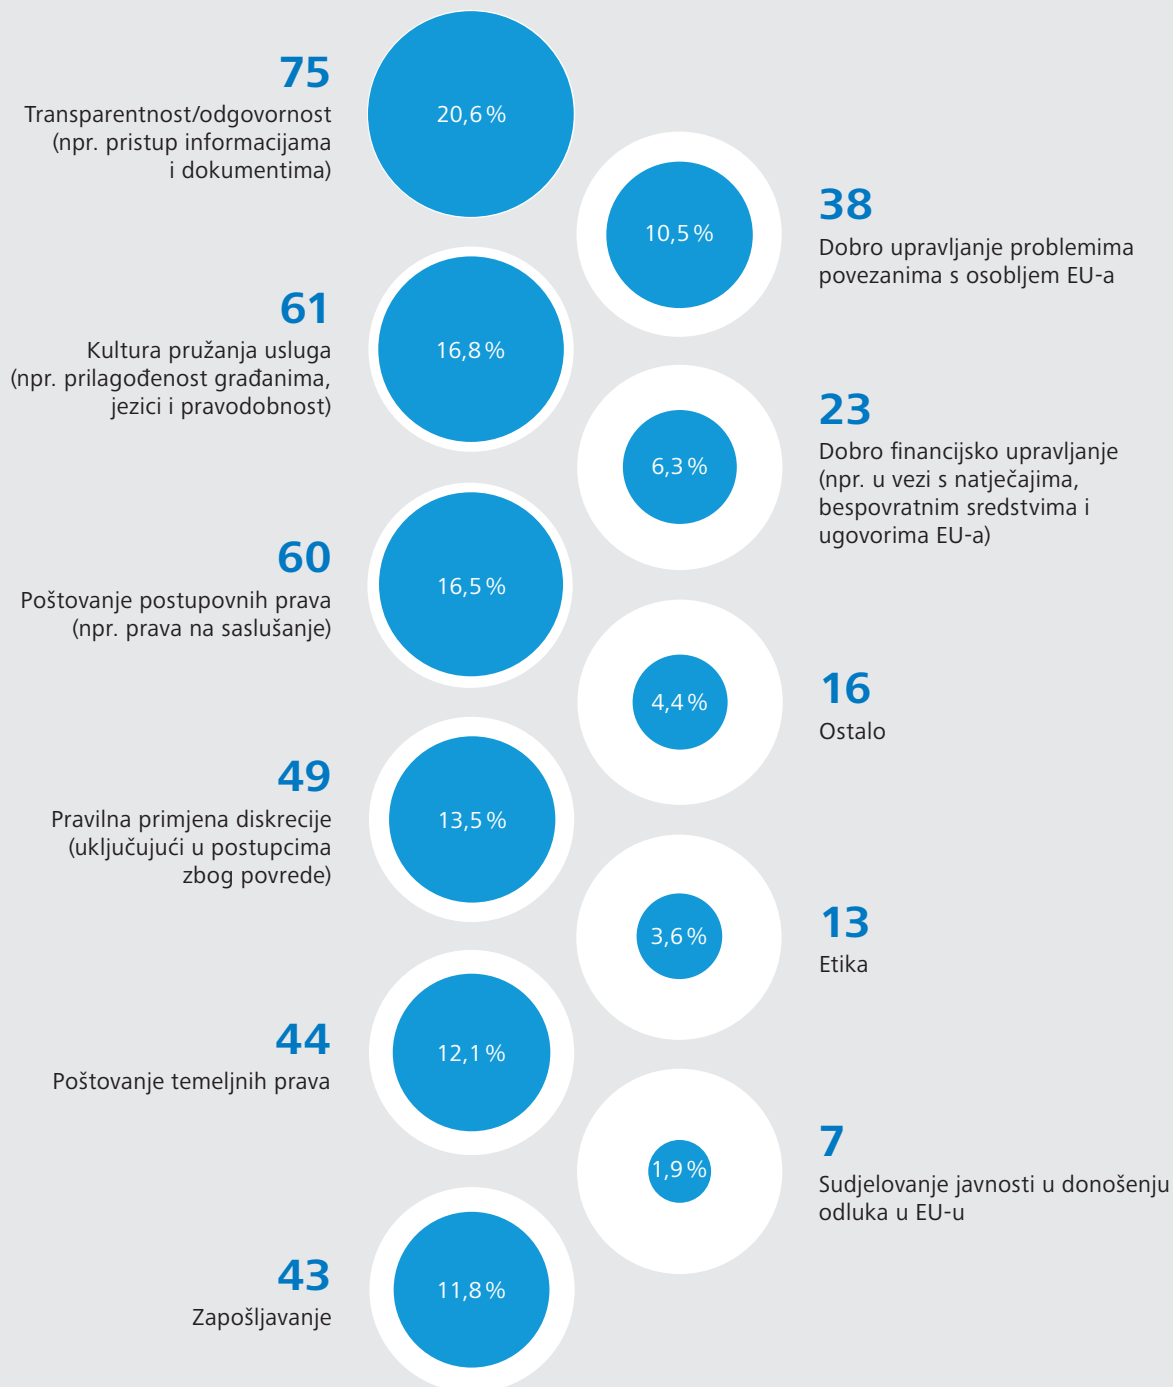 75
Transparentnost/odgovornost
(npr. pristup informacijama
i dokumentima)
20,6 %
61
Kultura pružanja usluga
(npr. prilagođenost građanima,
jezici i pravodobnost)
16,8 %
60
Poštovanje postupovnih prava
(npr. prava na saslušanje)
16,5 %
49
Pravilna primjena diskrecije
(uključujući u postupcima
zbog povrede)
13,5 %
44
Poštovanje temeljnih prava
12,1 %
43
Zapošljavanje
11,8 %
10,5 %
38
Dobro upravljanje problemima
povezanima s osobljem EU-a
6,3 %
23
Dobro financijsko upravljanje
(npr. u vezi s natječajima,
bespovratnim sredstvima i
ugovorima EU-a)
4,4 %
16
Ostalo
3,6 %
13
Etika
1,9 %
7
Sudjelovanje javnosti u donošenju
odluka u EU-u